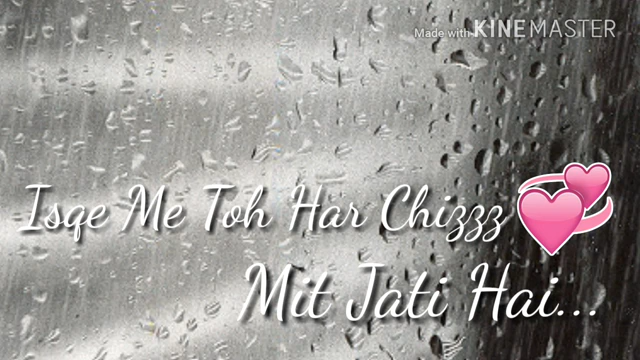 Made with KINEMASTER
Isqe Me Toh Har Chizzz
Mit Jati Hai...